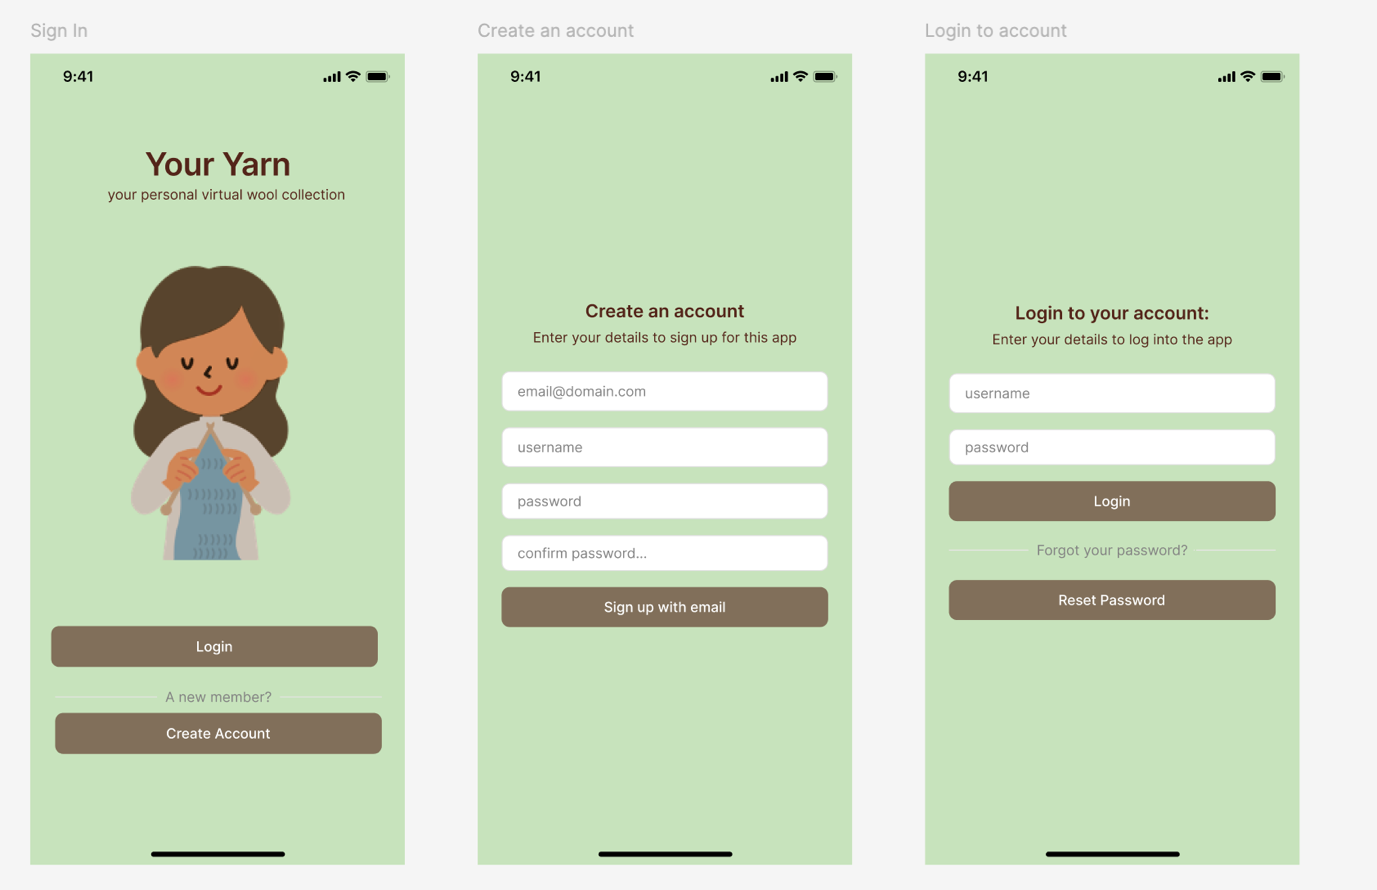 Sign In
9:41
Your Yarn
your personal virtual wool collection
Login
A new member?
Create Account
Create an account
9:41
Create an account
Enter your details to sign up for this app
email@domain.com
username
password
confirm password...
Sign up with email
Login to account
9:41
Login to your account:
Enter your details to log into the app
username
password
Login
Forgot your password?
Reset Password